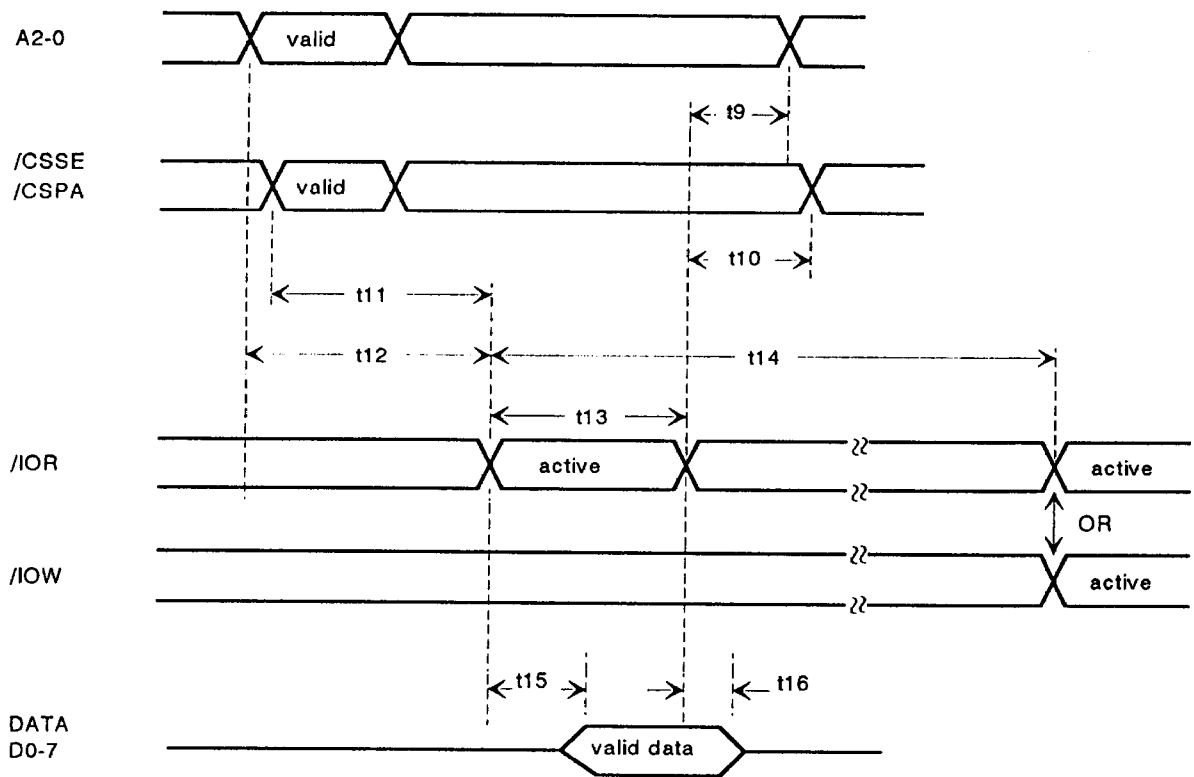 A2-0
valid
t9
/CSSE
/CSPA
valid
t10
t11
t12
t14
t13
/IOR
active
active
OR
/IOW
active
t15
t16
DATA
D0-7
valid data